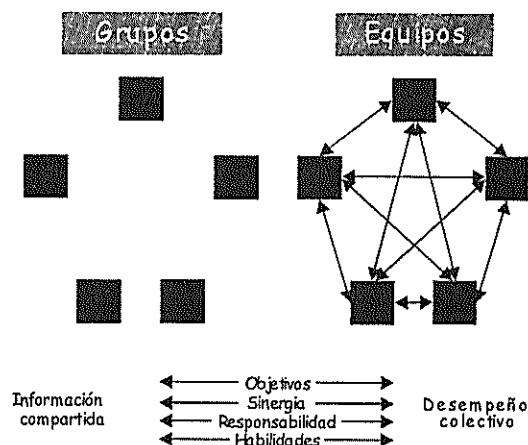 Grupos
Equipos
Objetivos
Sinergia
Responsabilidad
Habilidades
Información
compartida
Desempeño
colectivo